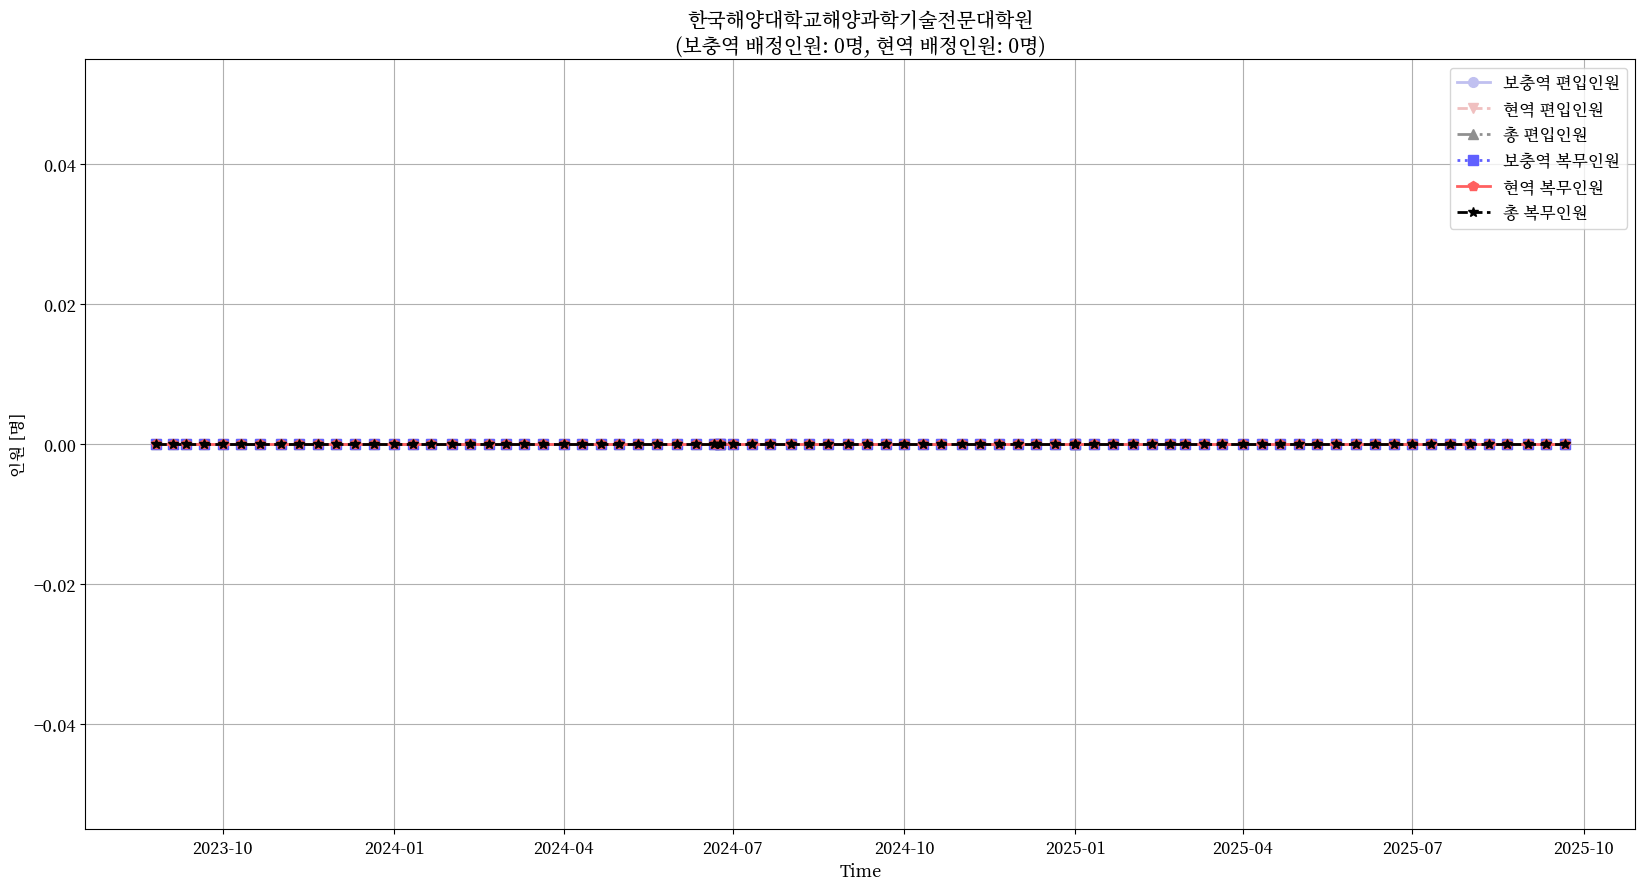 한국해양대학교해양과학기술전문대학원
(보충역 배정인원: 0명, 현역 배정인원: 0명)
보충역 편입인원
현역 편입인원
총 편입인원
보충역 복무인원
현역 복무인원
총 복무인원
0.04
0.02
0.00
−0.02
−0.04
인원 [명]
2023-10 2024-01 2024-04 2024-07 2024-10 2025-01 2025-04 2025-07 2025-10
Time